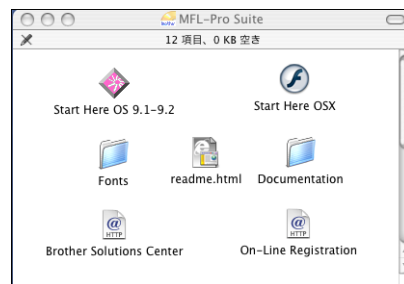 MFL-Pro Suite
12 項目、0 KB 空き
Start Here OS 9.1-9.2
Start Here OSX
Fonts
readme.html
Documentation
@
HTTP
@
HTTP
Brother Solutions Center
On-Line Registration